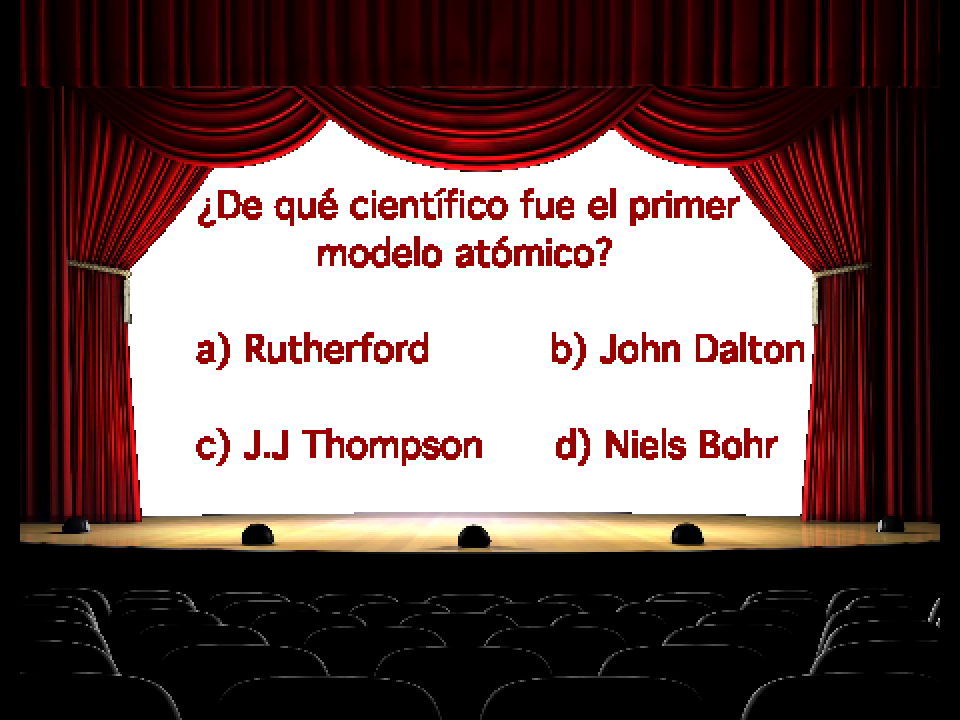 ¿De qué científico fue el primer
modelo atómico?
a) Rutherford b) John Dalton
c) J.J Thompson d) Niels Bohr